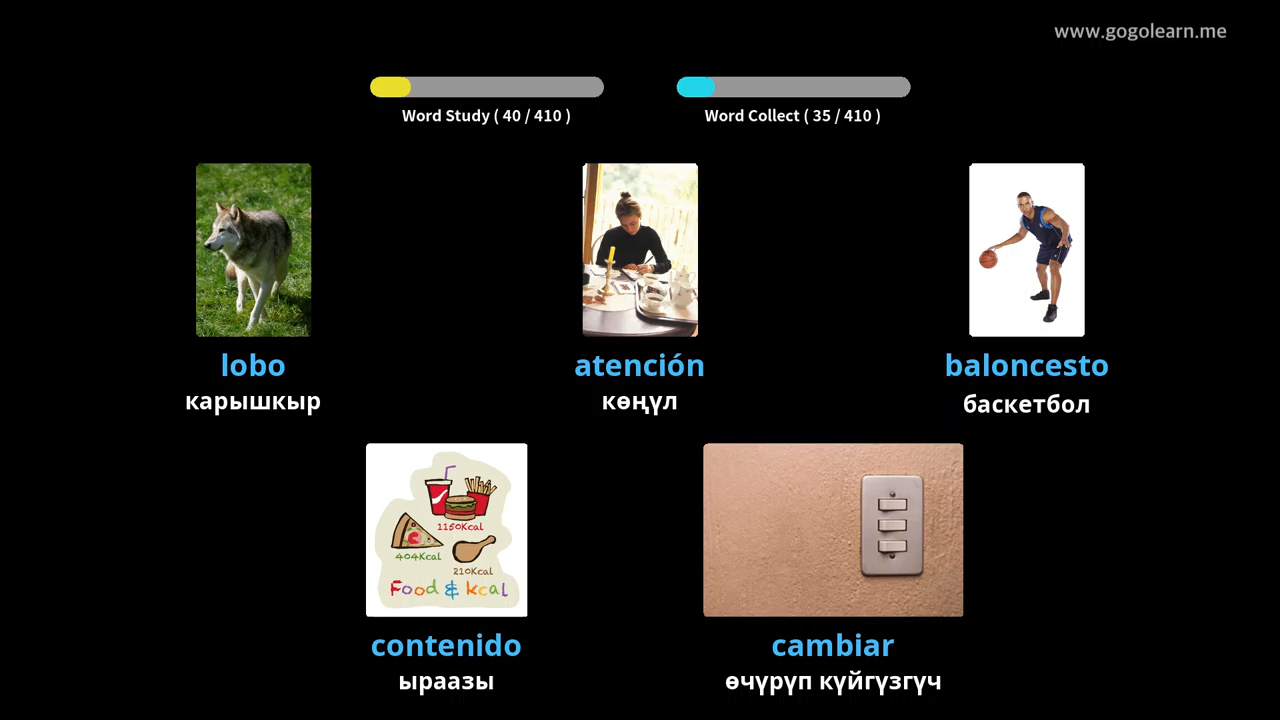 www.gogolearn.me
Word Study ( 40 / 410 )
Word Collect ( 35 / 410 )
lobo
карышкыр
atención
көңүл
baloncesto
баскетбол
1150Kcal
404Kcal
210Kcal
Food & kcal
contenido
ыраазы
cambiar
өчүрүп күйгүзгүч